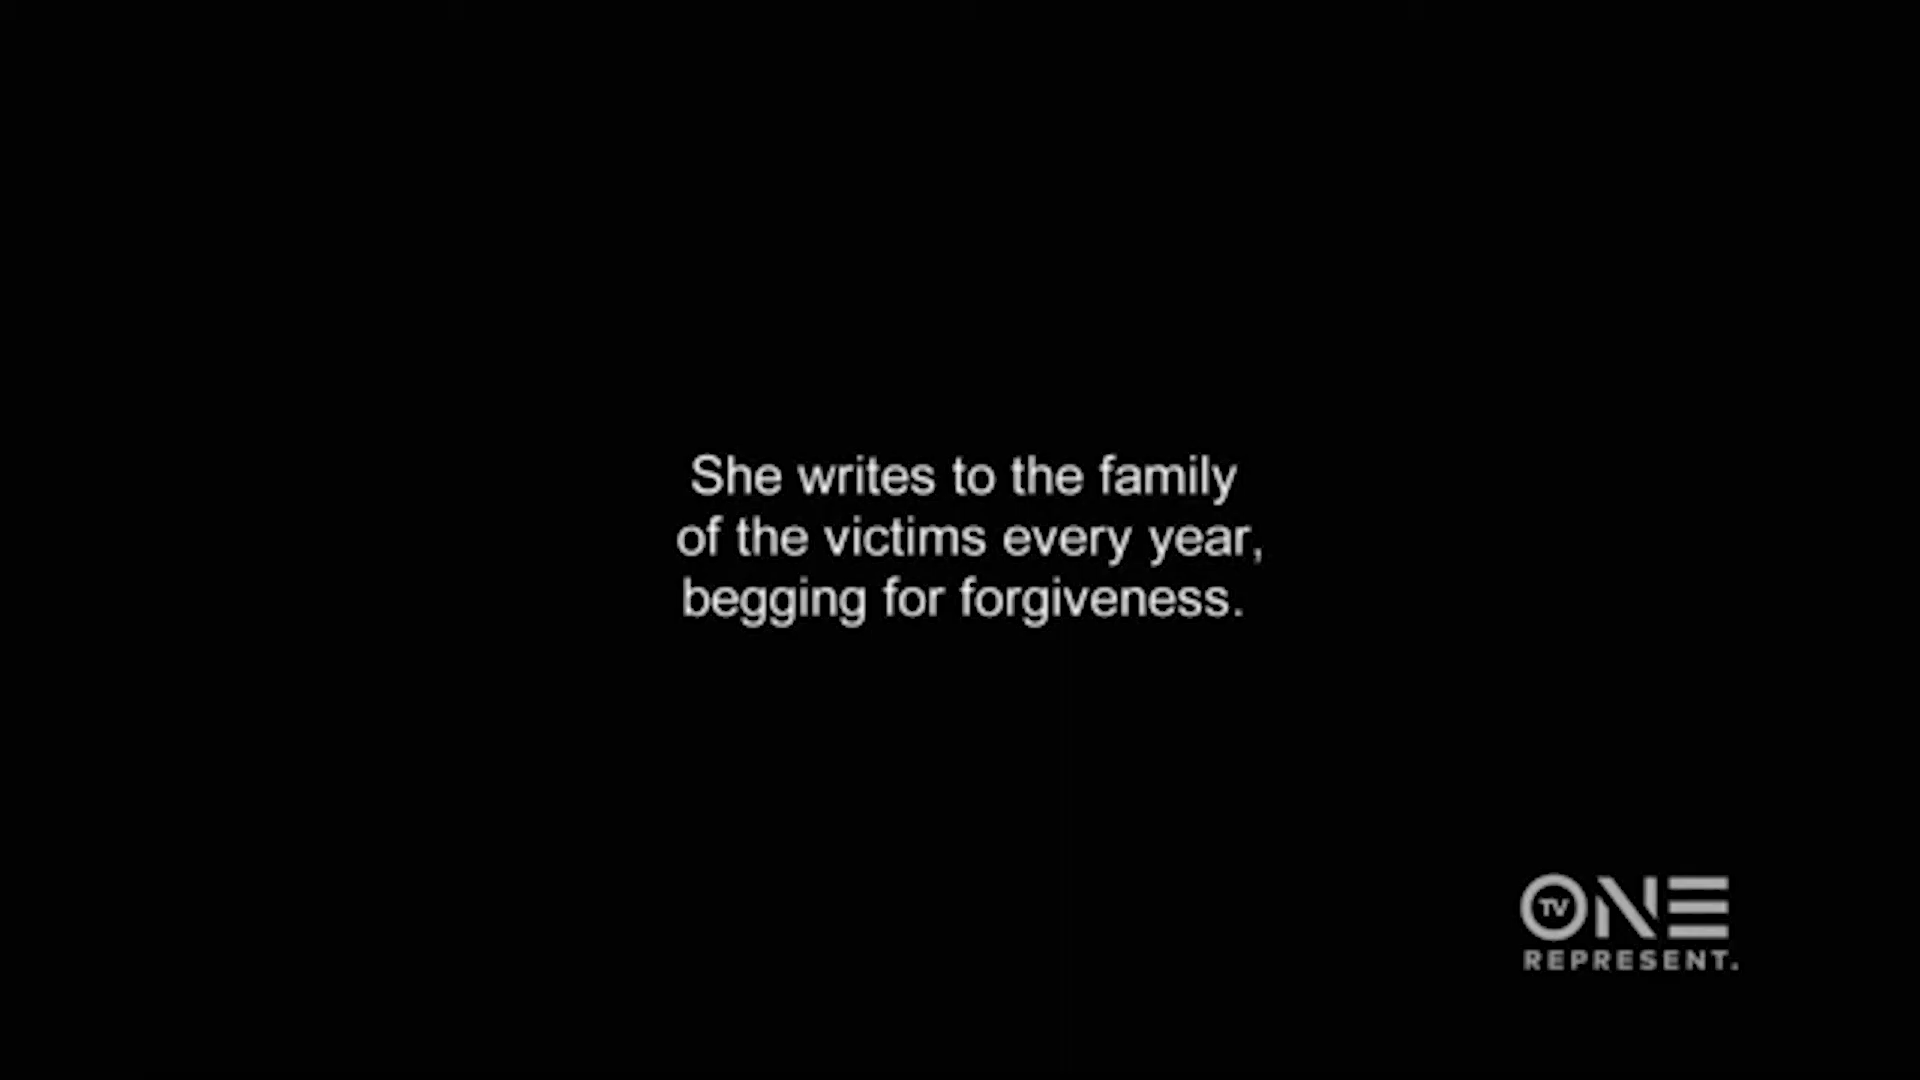 She writes to the family
of the victims every year,
begging for forgiveness.
TV ONE
REPRESENT.